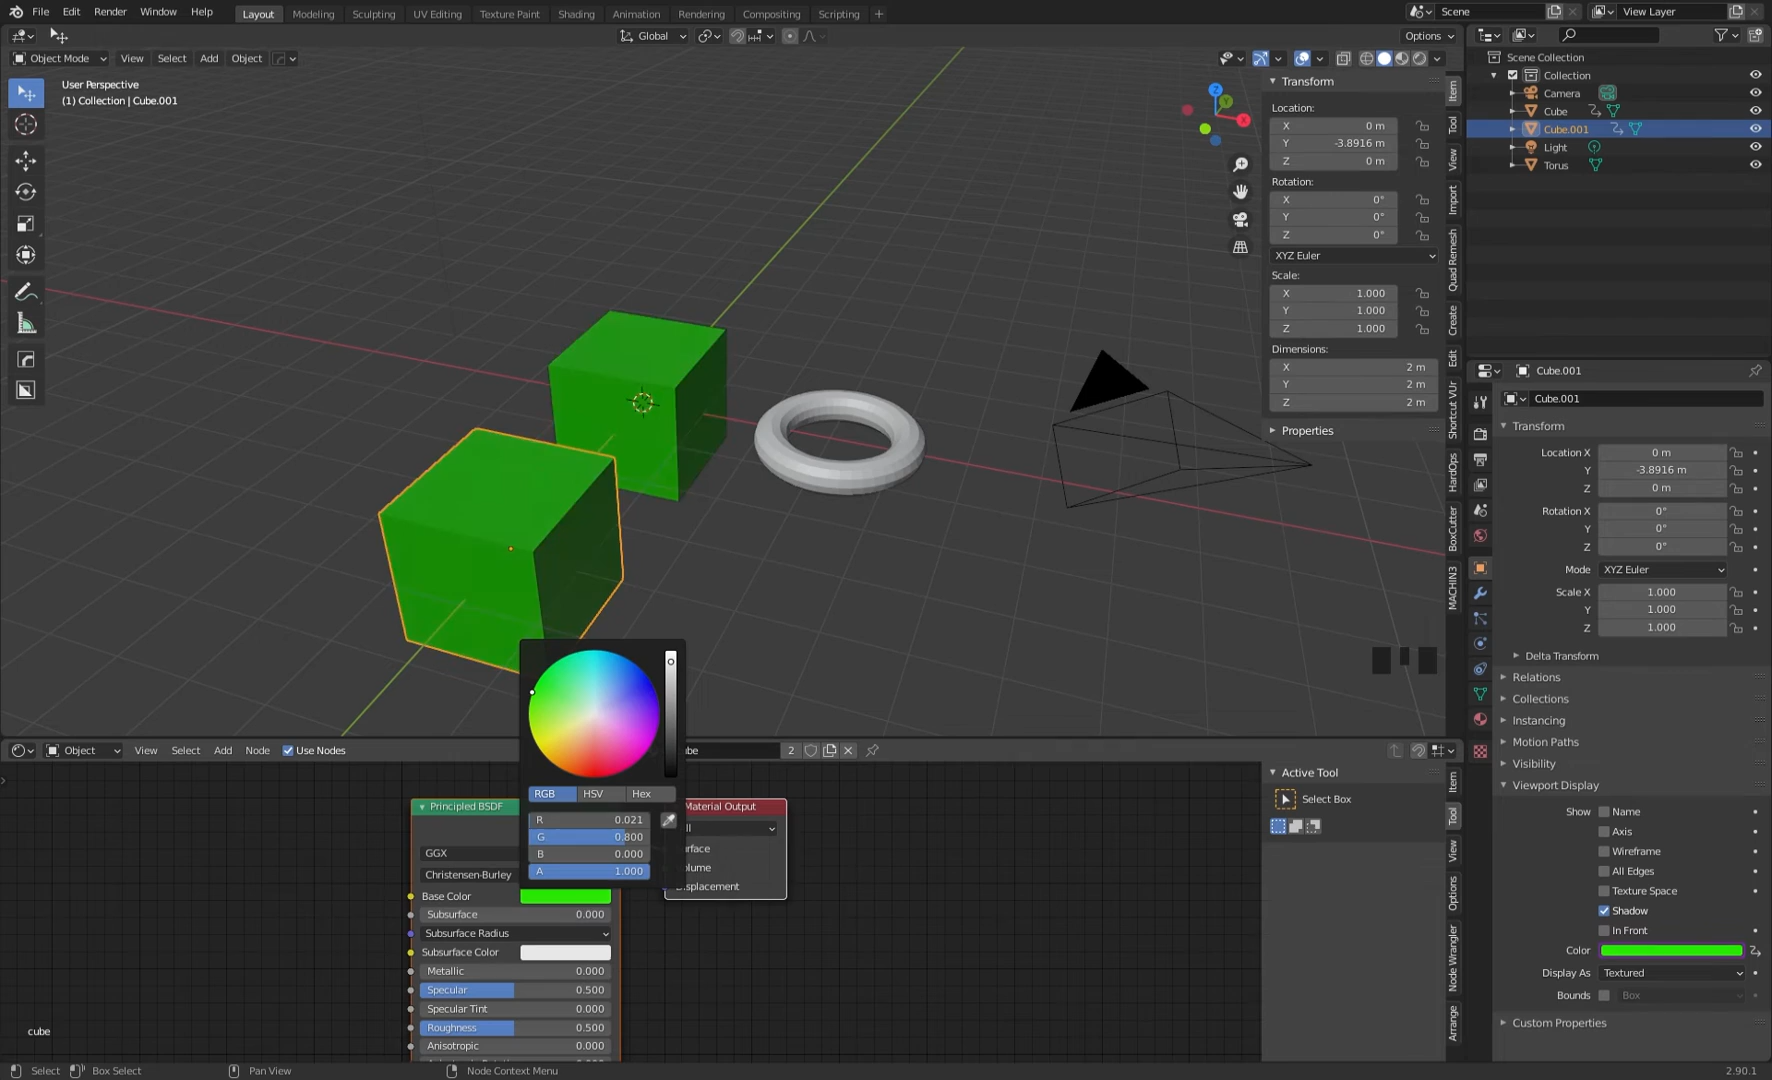 File Edit Render Window Help Layout Modeling Sculpting UV Editing Texture Paint Shading Animation Rendering Compositing Scripting + Scene View Layer
Global Options
Object Mode View Select Add Object
User Perspective
(1) Collection | Cube.001
Transform
Location:
X 0 m
Y -3.8916 m
Z 0 m
Rotation:
X 0°
Y 0°
Z 0°
XYZ Euler
Scale:
X 1.000
Y 1.000
Z 1.000
Dimensions:
X 2 m
Y 2 m
Z 2 m
Properties
Item
Tool
View
Import
Quad Remesh
Create
Edit
Shortcut VUr
HardOps
BoxCutter
MACHIN3
Z
Y
X
Scene Collection
Collection
Camera
Cube
Cube.001
Light
Torus
Cube.001
Cube.001
Transform
Location X 0 m
Y -3.8916 m
Z 0 m
Rotation X 0°
Y 0°
Z 0°
Mode XYZ Euler
Scale X 1.000
Y 1.000
Z 1.000
Delta Transform
Relations
Collections
Instancing
Motion Paths
Visibility
Viewport Display
Show Name
Axis
Wireframe
All Edges
Texture Space
Shadow
In Front
Color
Display As Textured
Bounds Box
Custom Properties
Object View Select Add Node Use Nodes ube 2
RGB HSV Hex
R 0.021
G 0.800
B 0.000
A 1.000
Principled BSDF
GGX
Christensen-Burley
Base Color
Subsurface 0.000
Subsurface Radius
Subsurface Color
Metallic 0.000
Specular 0.500
Specular Tint 0.000
Roughness 0.500
Anisotropic 0.000
Material Output
ll
urface
olume
Displacement
Active Tool
Select Box
Item
Tool
View
Options
Node Wrangler
Arrange
cube
Select Box Select Pan View Node Context Menu 2.90.1